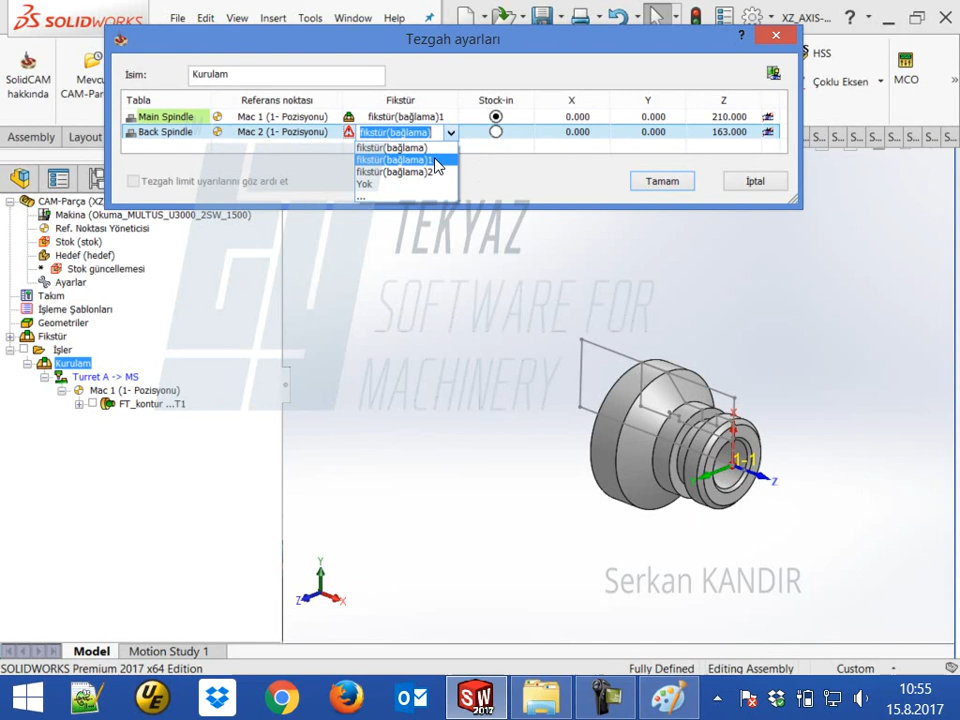 SOLIDWORKS
File Edit View Insert Tools Window Help
XZ_AXIS-...
?
SolidCAM
hakkında
Mevcu
CAM-Parça
HSS
Çoklu Eksen
MCO
Assembly Layout
S... S... S... S... S... S...
Tezgah ayarları
?
İsim: Kurulam
Tabla Referans noktası Fikstür Stock-in X Y Z
Main Spindle Mac 1 (1- Pozisyonu) fikstür(bağlama)1 0.000 0.000 210.000
Back Spindle Mac 2 (1- Pozisyonu) fikstür(bağlama) 0.000 0.000 163.000
fikstür(bağlama)
fikstür(bağlama)1
fikstür(bağlama)2
Yok
...
Tezgah limit uyarılarını göz ardı et
Tamam İptal
CAM-Parça (XZ
Makina (Okuma_MULTUS_U3000_2SW_1500)
Ref. Noktası Yöneticisi
Stok (stok)
Hedef (hedef)
* Stok güncellemesi
Ayarlar
Takım
İşleme Şablonları
Geometriler
Fikstür
İşler
Kurulam
Turret A -> MS
Mac 1 (1- Pozisyonu)
FT_kontur ...T1
TEKYAZ
SOFTWARE FOR
MACHINERY
X
1-1
Z
Y
Z X
Serkan KANDIR
Model Motion Study 1
SOLIDWORKS Premium 2017 x64 Edition
Fully Defined Editing Assembly Custom
SW
2017
10:55
15.8.2017